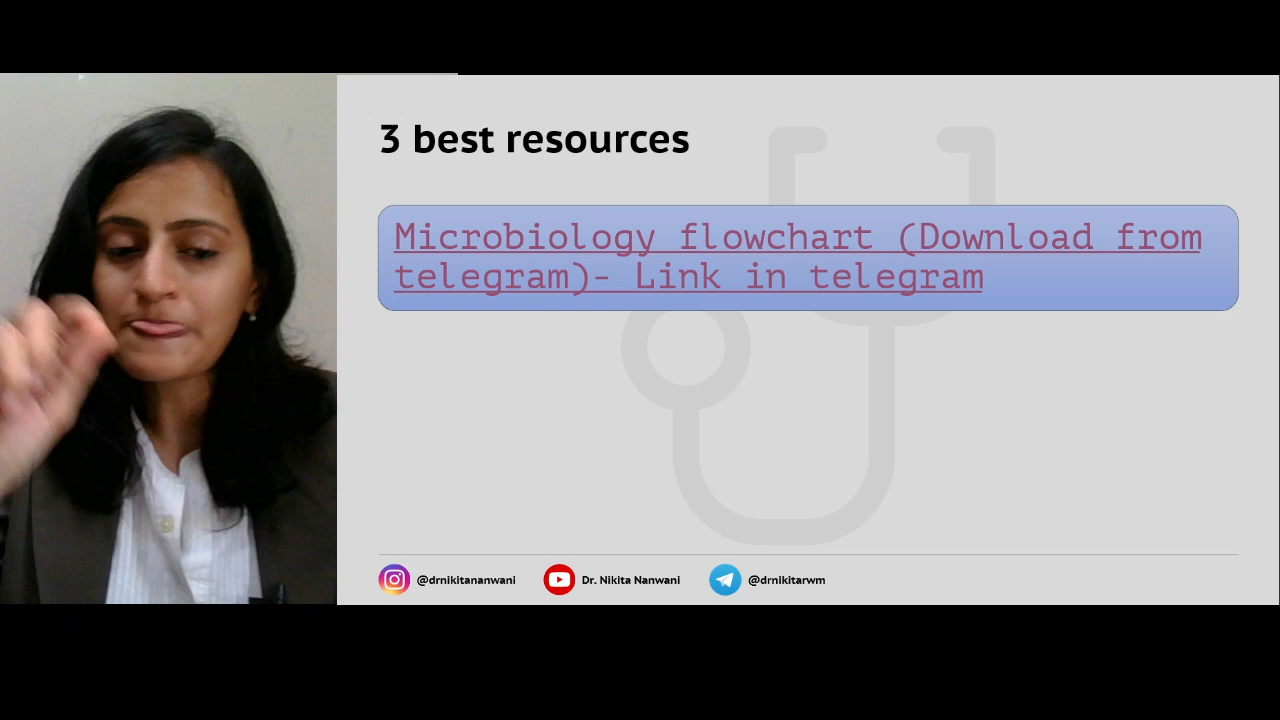 3 best resources
Microbiology flowchart (Download from
telegram)- Link in telegram
@drnikitananwani Dr. Nikita Nanwani @drnikitarwm